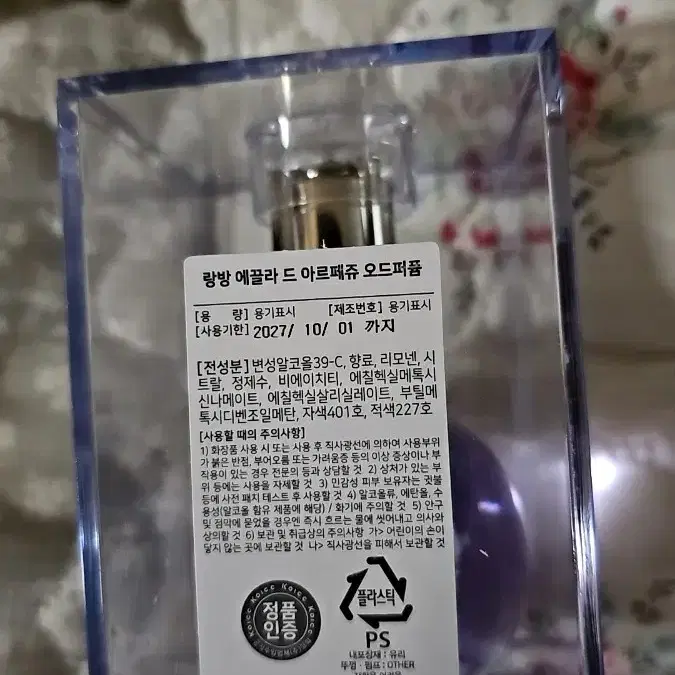 랑방 에끌라 드 아르페쥬 오드퍼퓸
[용 량] 용기표시 [제조번호] 용기표시
[사용기한] 2027/ 10/ 01 까지
[전성분] 변성알코올39-C, 향료, 리모넨, 시
트랄, 정제수, 비에이치티, 에칠헥실메톡시
신나메이트, 에칠헥실살리실레이트, 부틸메
톡시디벤조일메탄, 자색401호, 적색227호
[사용할 때의 주의사항]
1) 화장품 사용 시 또는 사용 후 직사광선에 의하여 사용부위
가 붉은 반점, 부어오름 또는 가려움증 등의 이상 증상이나 부
작용이 있는 경우 전문의 등과 상담할 것 2) 상처가 있는 부
위 등에는 사용을 자제할 것 3) 민감성 피부 보유자는 귓불
등에 사전 패치 테스트 후 사용할 것 4) 알코올류, 에탄올, 수
용성(알코올 함유 제품에 해당) / 화기에 주의할 것 5) 안구
및 점막에 묻었을 경우엔 즉시 흐르는 물에 씻어내고 의사와
상의할 것 6) 보관 및 취급상의 주의사항 가> 어린이의 손이
닿지 않는 곳에 보관할 것 나> 직사광선을 피해서 보관할 것
Koicc Koicc Koicc
정품
인증
플라스틱
PS
내포장재 : 유리
뚜껑·펌프 : OTHER